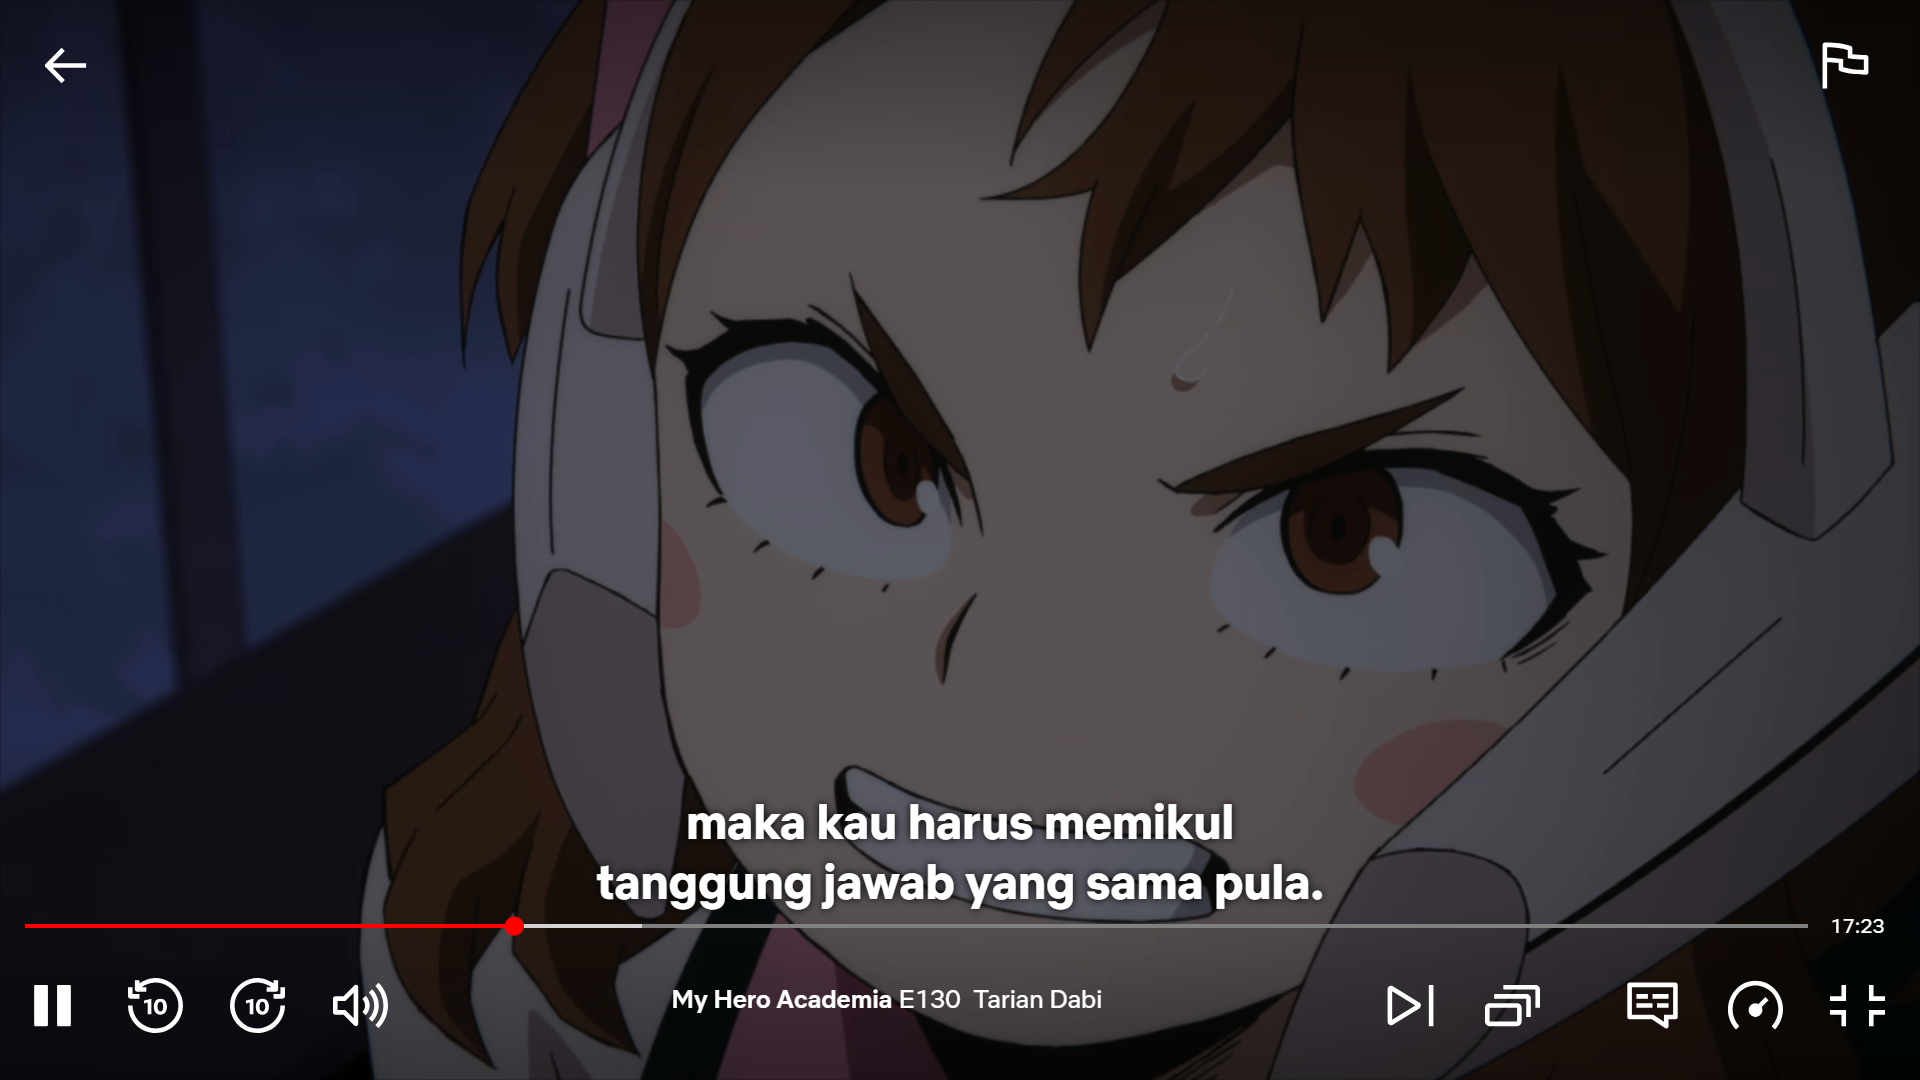 maka kau harus memikul
tanggung jawab yang sama pula.
17:23
10
10
My Hero Academia E130 Tarian Dabi